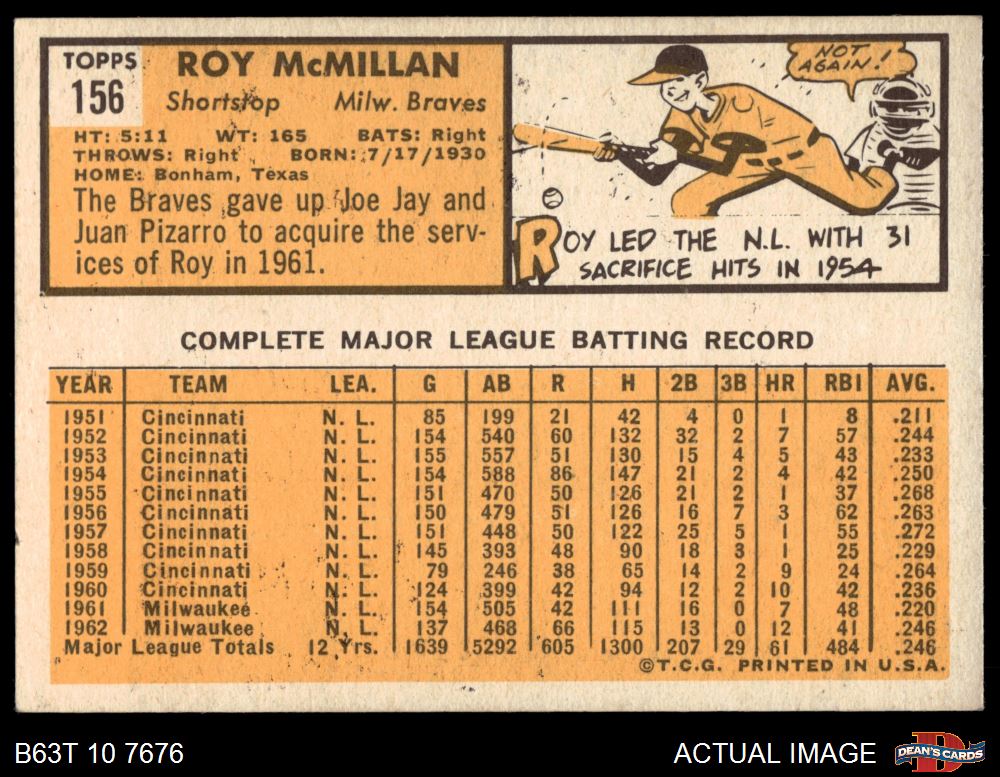 TOPPS
156
ROY McMILLAN
Shortstop Milw. Braves
HT: 5:11 WT: 165 BATS: Right
THROWS: Right BORN: 7/17/1930
HOME: Bonham, Texas
The Braves gave up Joe Jay and
Juan Pizarro to acquire the serv-
ices of Roy in 1961.
NOT
AGAIN!
ROY LED THE N.L. WITH 31
SACRIFICE HITS IN 1954
COMPLETE MAJOR LEAGUE BATTING RECORD
YEAR TEAM LEA. G AB R H 2B 3B HR RBI AVG.
1951 Cincinnati N. L. 85 199 21 42 4 0 1 8 .211
1952 Cincinnati N. L. 154 540 60 132 32 2 7 57 .244
1953 Cincinnati N. L. 155 557 51 130 15 4 5 43 .233
1954 Cincinnati N. L. 154 588 86 147 21 2 4 42 .250
1955 Cincinnati N. L. 151 470 50 126 21 2 1 37 .268
1956 Cincinnati N. L. 150 479 51 126 16 7 3 62 .263
1957 Cincinnati N. L. 151 448 50 122 25 5 1 55 .272
1958 Cincinnati N. L. 145 393 48 90 18 3 1 25 .229
1959 Cincinnati N. L. 79 246 38 65 14 2 9 24 .264
1960 Cincinnati N. L. 124 399 42 94 12 2 10 42 .236
1961 Milwaukee N. L. 154 505 42 111 16 0 7 48 .220
1962 Milwaukee N. L. 137 468 66 115 13 0 12 41 .246
Major League Totals 12 Yrs. 1639 5292 605 1300 207 29 61 484 .246
©T.C.G. PRINTED IN U.S.A.
B63T 10 7676 ACTUAL IMAGE DEAN'S CARDS